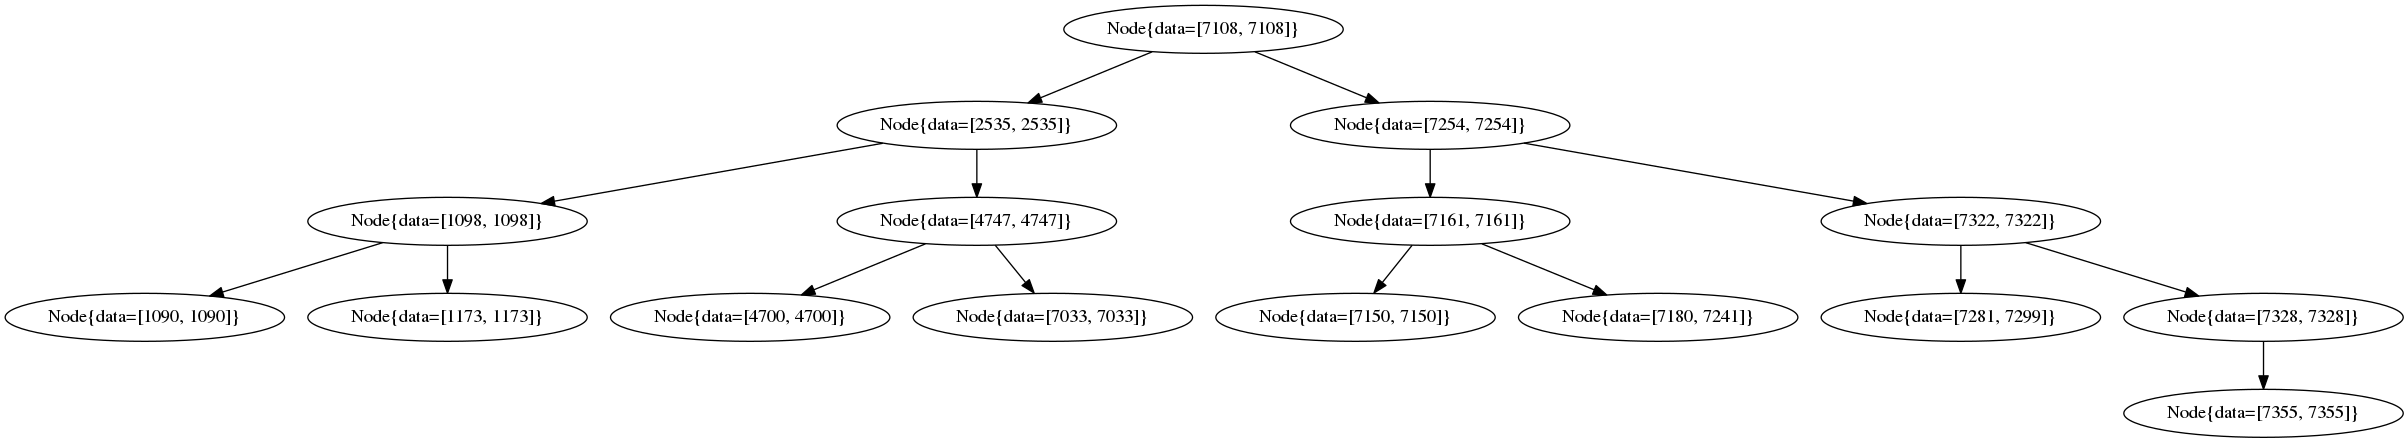 Node{data=[7108, 7108]}
Node{data=[2535, 2535]}
Node{data=[7254, 7254]}
Node{data=[1098, 1098]}
Node{data=[4747, 4747]}
Node{data=[7161, 7161]}
Node{data=[7322, 7322]}
Node{data=[1090, 1090]}
Node{data=[1173, 1173]}
Node{data=[4700, 4700]}
Node{data=[7033, 7033]}
Node{data=[7150, 7150]}
Node{data=[7180, 7241]}
Node{data=[7281, 7299]}
Node{data=[7328, 7328]}
Node{data=[7355, 7355]}